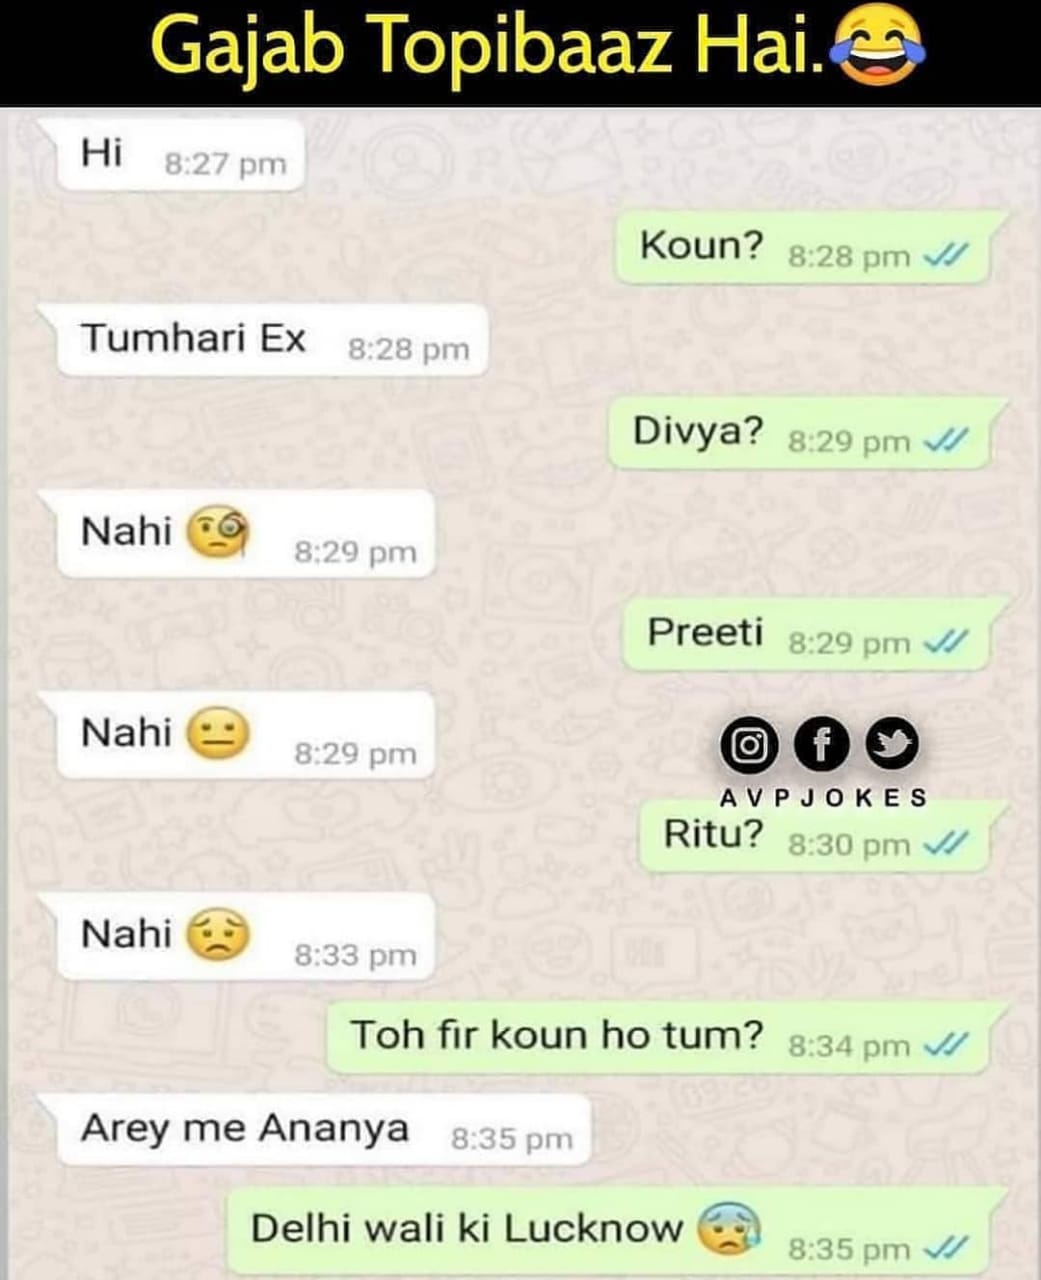 Gajab Topibaaz Hai.😂
Hi 8:27 pm
Koun? 8:28 pm
Tumhari Ex 8:28 pm
Divya? 8:29 pm
Nahi 🧐 8:29 pm
Preeti 8:29 pm
Nahi 😐 8:29 pm
AVPJOKES
Ritu? 8:30 pm
Nahi 😟 8:33 pm
Toh fir koun ho tum? 8:34 pm
Arey me Ananya 8:35 pm
Delhi wali ki Lucknow 😰 8:35 pm